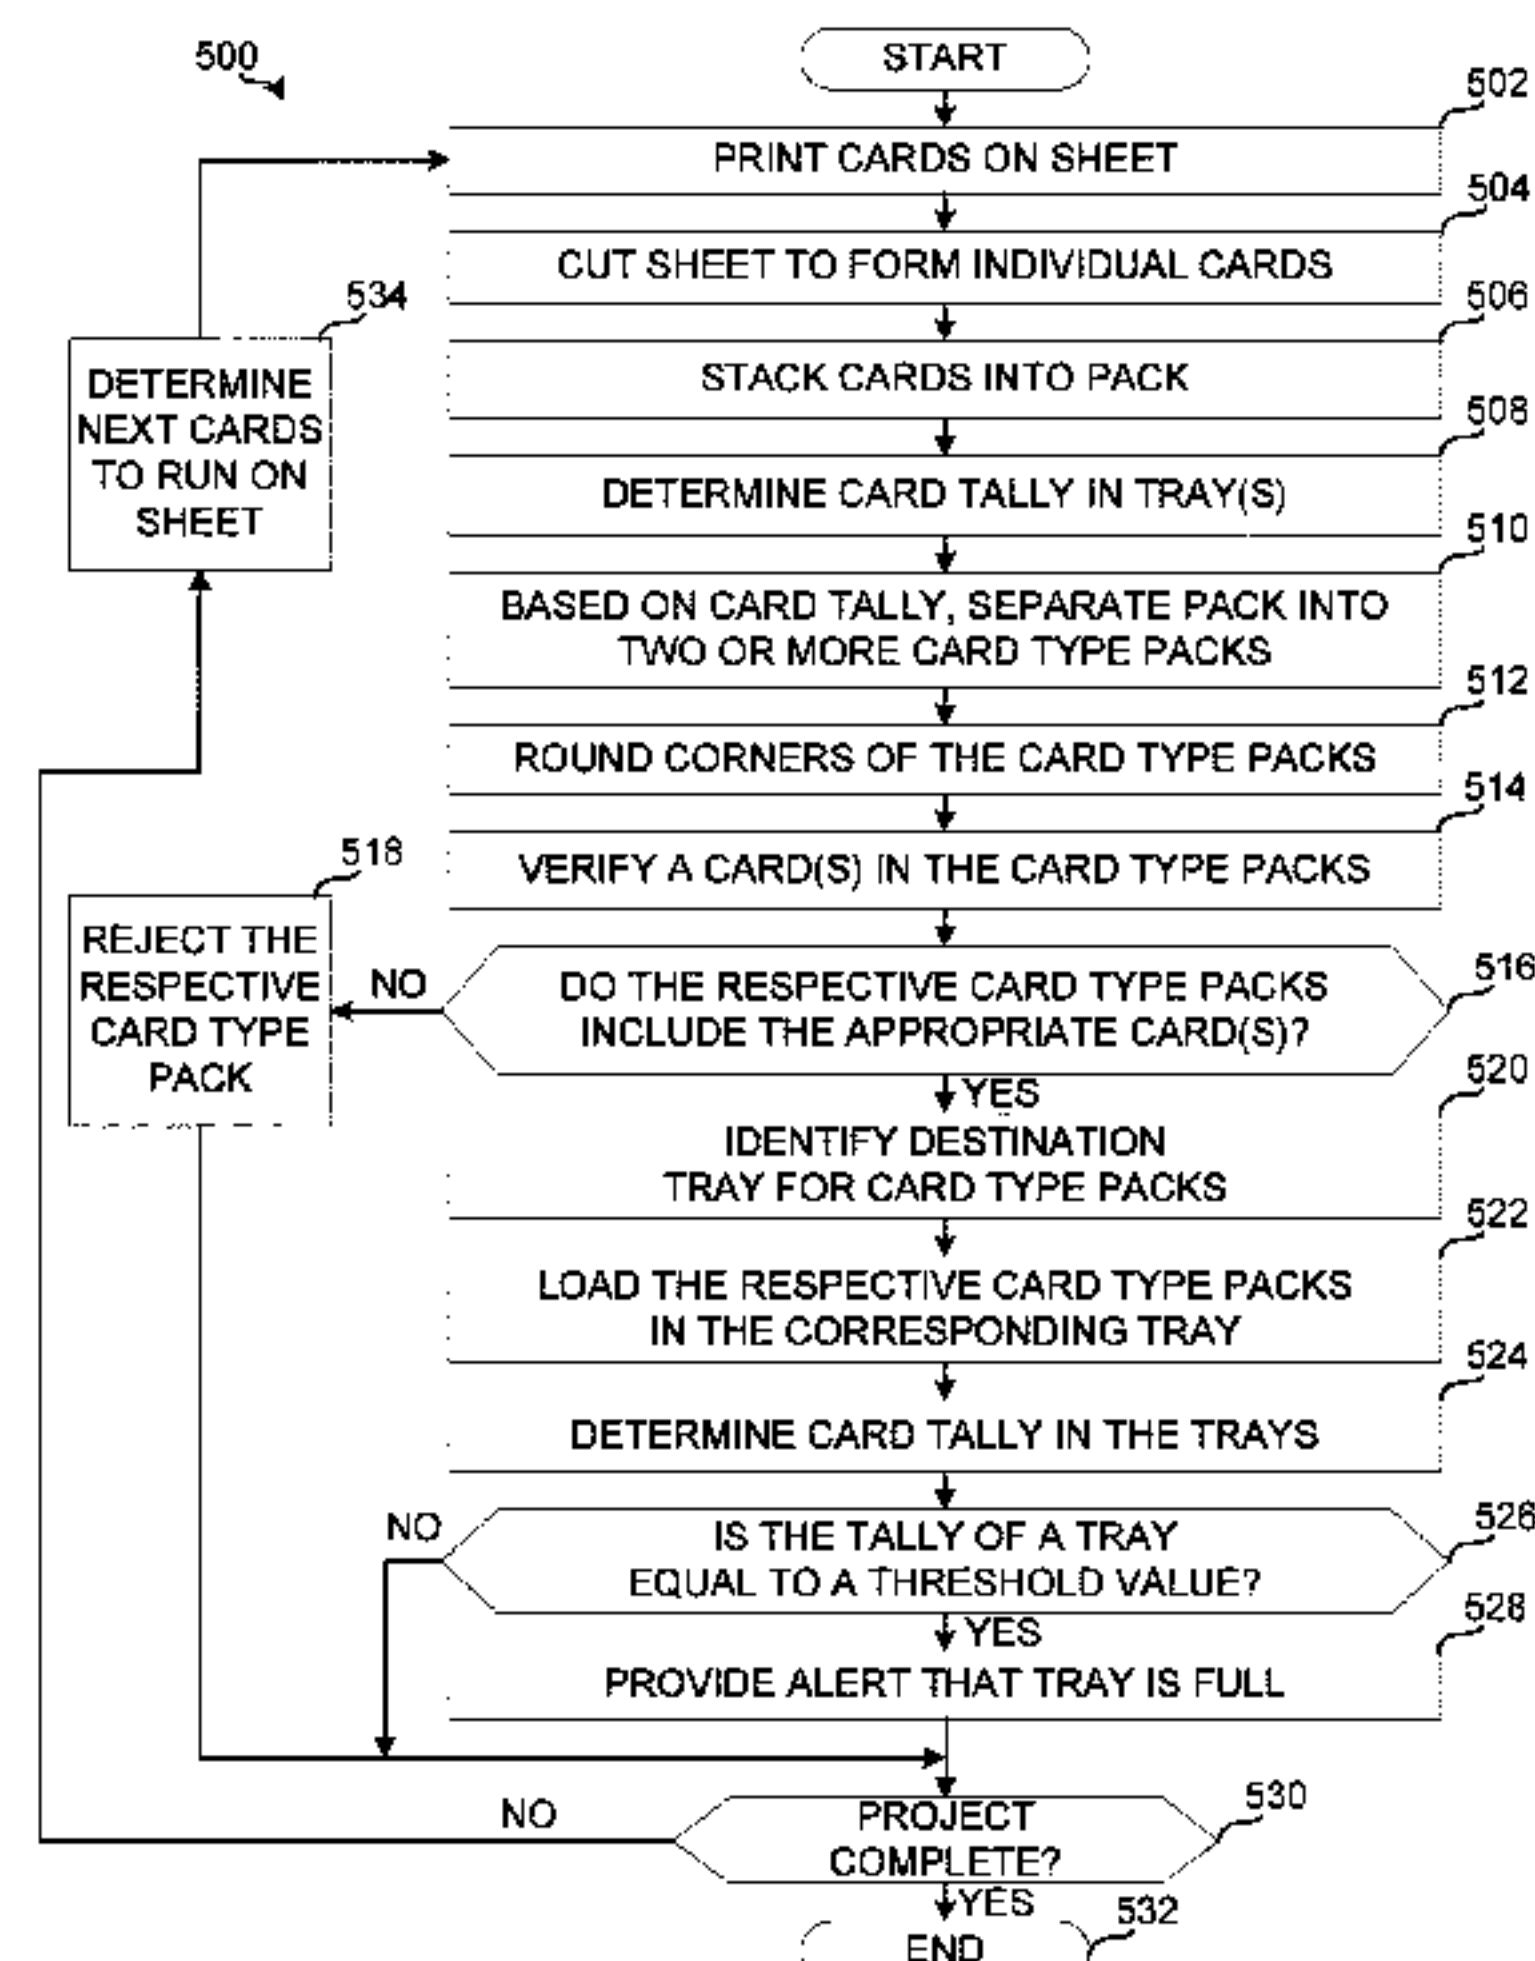 500
START
502
PRINT CARDS ON SHEET
504
CUT SHEET TO FORM INDIVIDUAL CARDS
506
STACK CARDS INTO PACK
508
DETERMINE CARD TALLY IN TRAY(S)
510
BASED ON CARD TALLY, SEPARATE PACK INTO
TWO OR MORE CARD TYPE PACKS
512
ROUND CORNERS OF THE CARD TYPE PACKS
514
VERIFY A CARD(S) IN THE CARD TYPE PACKS
516
DO THE RESPECTIVE CARD TYPE PACKS
INCLUDE THE APPROPRIATE CARD(S)?
NO
518
REJECT THE
RESPECTIVE
CARD TYPE
PACK
YES
520
IDENTIFY DESTINATION
TRAY FOR CARD TYPE PACKS
522
LOAD THE RESPECTIVE CARD TYPE PACKS
IN THE CORRESPONDING TRAY
524
DETERMINE CARD TALLY IN THE TRAYS
526
IS THE TALLY OF A TRAY
EQUAL TO A THRESHOLD VALUE?
NO
YES
528
PROVIDE ALERT THAT TRAY IS FULL
530
PROJECT
COMPLETE?
NO
534
DETERMINE
NEXT CARDS
TO RUN ON
SHEET
YES
532
END